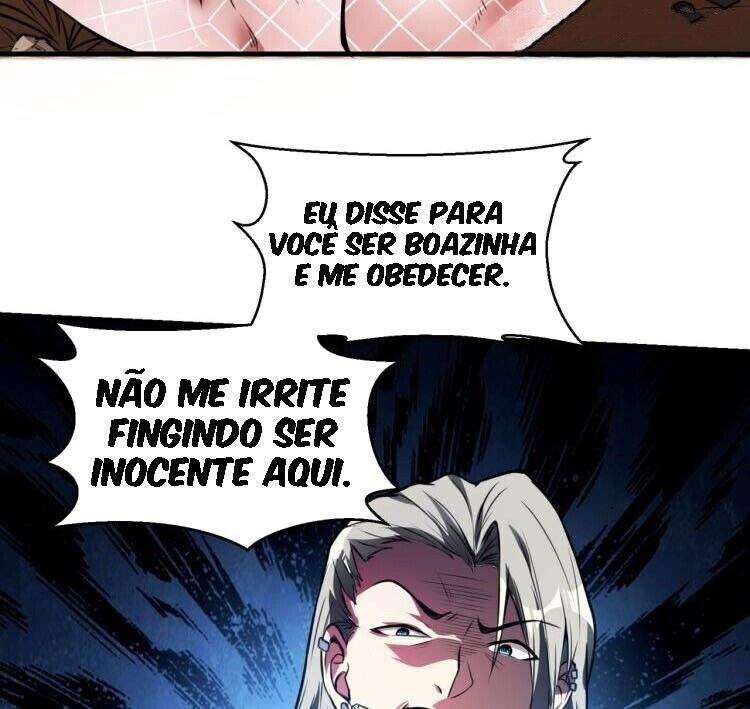 EU DISSE PARA
VOCÊ SER BOAZINHA
E ME OBEDECER.
NÃO ME IRRITE
FINGINDO SER
INOCENTE AQUI.